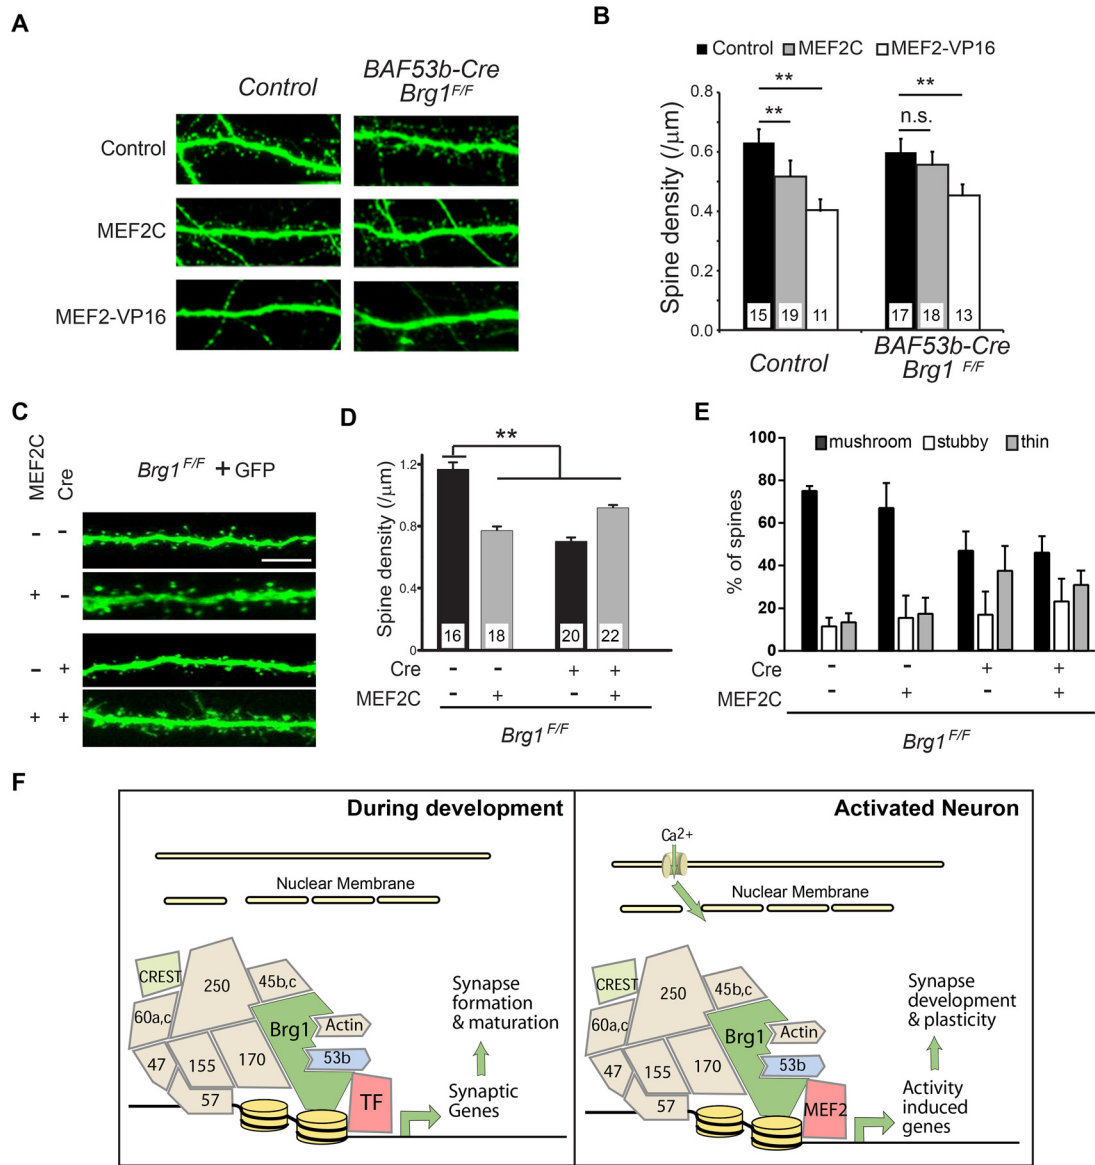 A
Control
BAF53b-Cre
Brg1F/F
Control
MEF2C
MEF2-VP16
B
Control MEF2C MEF2-VP16
Spine density (/μm)
0.8
0.6
0.4
0.2
0.0
** ** ** n.s.
15 19 11 17 18 13
Control
BAF53b-Cre
Brg1 F/F
C
MEF2C
Cre
Brg1F/F + GFP
- -
+ -
- +
+ +
D
**
Spine density (/μm)
1.2
0.8
0.4
0
16 18 20 22
Cre - - + +
MEF2C - + - +
Brg1F/F
E
mushroom stubby thin
% of spines
100
80
60
40
20
0
Cre - - + +
MEF2C - + - +
Brg1 F/F
F
During development
Nuclear Membrane
CREST
250
45b,c
60a,c
Brg1
Actin
47
155
170
53b
57
TF
Synapse
formation
& maturation
Synaptic
Genes
Activated Neuron
Ca2+
Nuclear Membrane
CREST
250
45b,c
60a,c
Brg1
Actin
47
155
170
53b
57
MEF2
Synapse
development
& plasticity
Activity
induced
genes